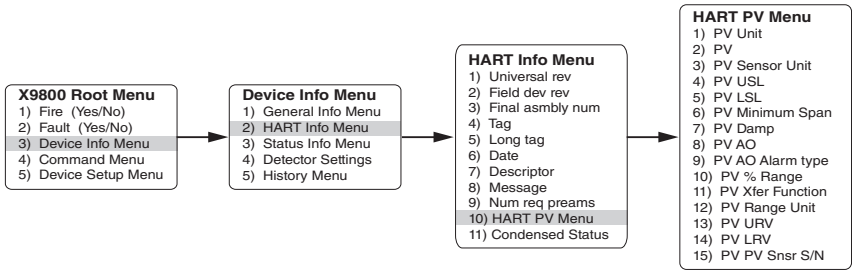 X9800 Root Menu
1) Fire (Yes/No)
2) Fault (Yes/No)
3) Device Info Menu
4) Command Menu
5) Device Setup Menu
Device Info Menu
1) General Info Menu
2) HART Info Menu
3) Status Info Menu
4) Detector Settings
5) History Menu
HART Info Menu
1) Universal rev
2) Field dev rev
3) Final asmbly num
4) Tag
5) Long tag
6) Date
7) Descriptor
8) Message
9) Num req preams
10) HART PV Menu
11) Condensed Status
HART PV Menu
1) PV Unit
2) PV
3) PV Sensor Unit
4) PV USL
5) PV LSL
6) PV Minimum Span
7) PV Damp
8) PV AO
9) PV AO Alarm type
10) PV % Range
11) PV Xfer Function
12) PV Range Unit
13) PV URV
14) PV LRV
15) PV PV Snsr S/N